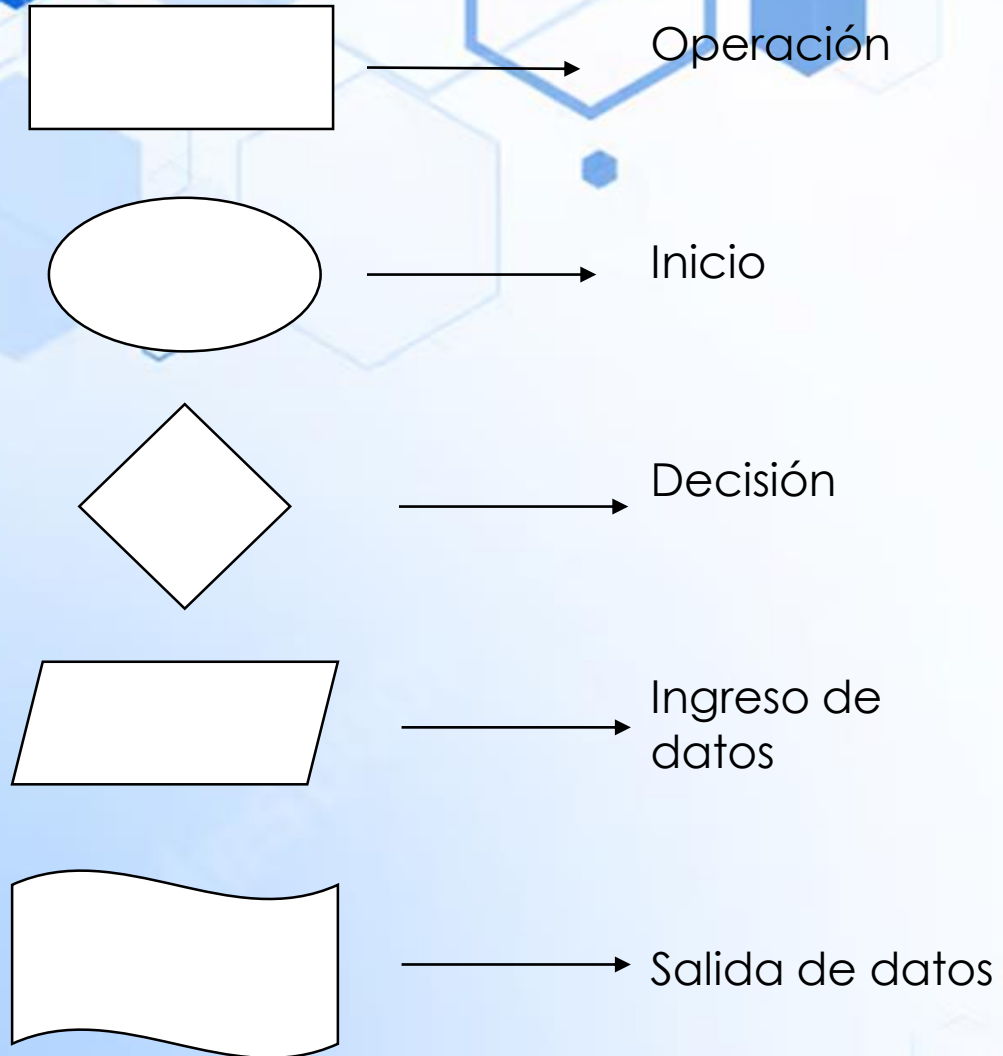 Operación
Inicio
Decisión
Ingreso de
datos
Salida de datos